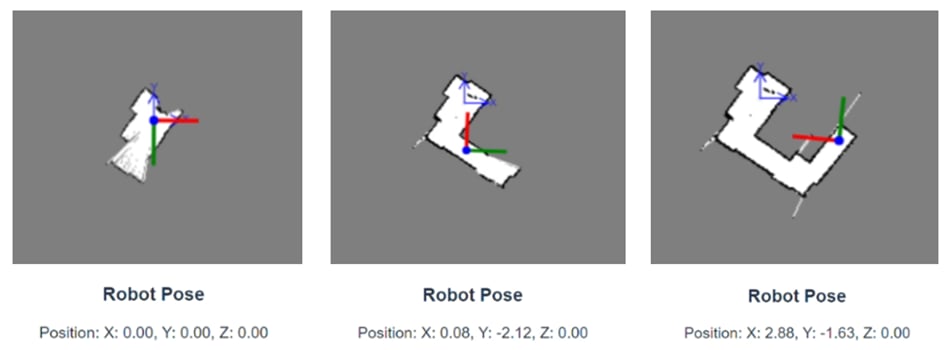 Y
X
Y
X
Y
X
Robot Pose
Robot Pose
Robot Pose
Position: X: 0.00, Y: 0.00, Z: 0.00
Position: X: 0.08, Y: -2.12, Z: 0.00
Position: X: 2.88, Y: -1.63, Z: 0.00